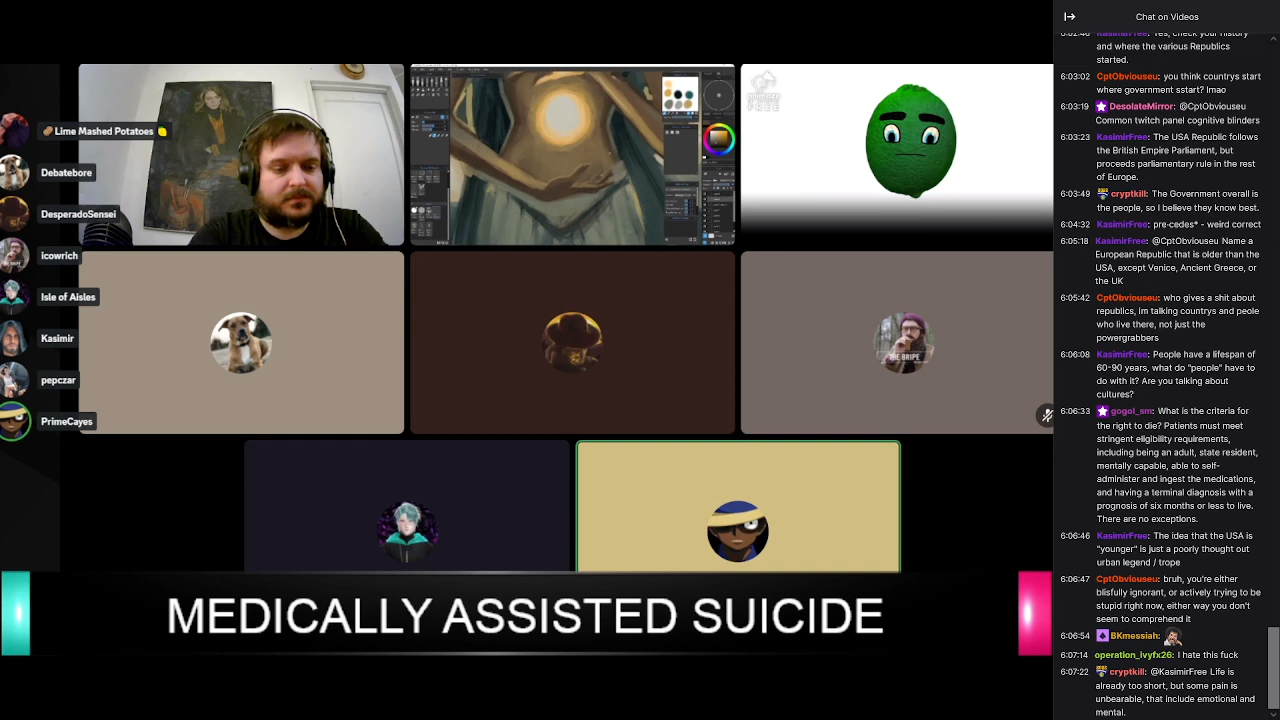 Chat on Videos
6:02:46 KasimirFree: Yes, check your history
and where the various Republics
started.
6:03:02 CptObviouseu: you think countrys start
where governments start? lmao
6:03:19 DesolateMirror: @CptObviouseu
Common twitch panel cognitive blinders
6:03:23 KasimirFree: The USA Republic follows
the British Empire Parliament, but
proceeds parlimentary rule in the rest
of Europe.
6:03:49 cryptkill: The Government overall is
there to say I believe they know best.
6:04:32 KasimirFree: precedes* - weird correct
6:05:18 KasimirFree: @CptObviouseu Name a
European Republic that is older than the
USA, except Venice, Ancient Greece, or
the UK
6:05:42 CptObviouseu: who gives a shit about
republics, im talking countrys and peole
who live there, not just the
powergrabbers
6:06:08 KasimirFree: People have a lifespan of
60-90 years, what do "people" have to
do with it? Are you talking about
cultures?
6:06:33 gogol_sm: What is the criteria for
the right to die? Patients must meet
stringent eligibility requirements,
including being an adult, state resident,
mentally capable, able to self-
administer and ingest the medications,
and having a terminal diagnosis with a
prognosis of six months or less to live.
There are no exceptions.
6:06:46 KasimirFree: The idea that the USA is
"younger" is just a poorly thought out
urban legend / trope
6:06:47 CptObviouseu: bruh, you're either
blisfully ignorant, or actively trying to be
stupid right now, either way you don't
seem to comprehend it
6:06:54 BKmessiah:
6:07:14 operation_ivyfx26: I hate this fuck
6:07:22 cryptkill: @KasimirFree Life is
already too short, but some pain is
unbearable, that include emotional and
mental.
Lime Mashed Potatoes
Debatebore
DesperadoSensei
icowrich
Isle of Aisles
Kasimir
pepczar
PrimeCayes
FREE
THE BRIPE
MEDICALLY ASSISTED SUICIDE